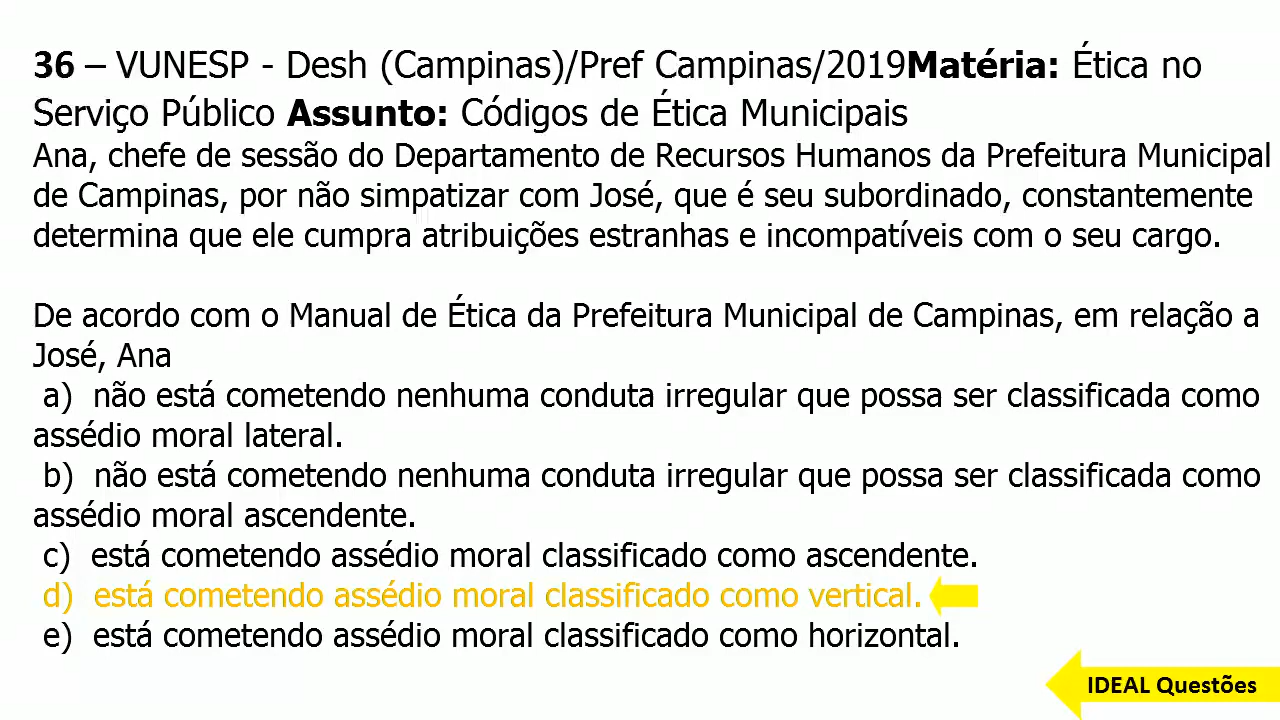 36 – VUNESP - Desh (Campinas)/Pref Campinas/2019Matéria: Ética no
Serviço Público Assunto: Códigos de Ética Municipais
Ana, chefe de sessão do Departamento de Recursos Humanos da Prefeitura Municipal
de Campinas, por não simpatizar com José, que é seu subordinado, constantemente
determina que ele cumpra atribuições estranhas e incompatíveis com o seu cargo.
De acordo com o Manual de Ética da Prefeitura Municipal de Campinas, em relação a
José, Ana
a) não está cometendo nenhuma conduta irregular que possa ser classificada como
assédio moral lateral.
b) não está cometendo nenhuma conduta irregular que possa ser classificada como
assédio moral ascendente.
c) está cometendo assédio moral classificado como ascendente.
d) está cometendo assédio moral classificado como vertical.
e) está cometendo assédio moral classificado como horizontal.
IDEAL Questões